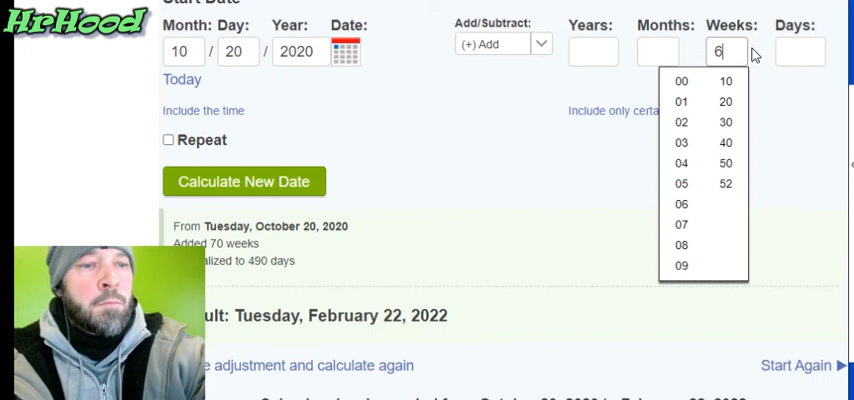 HrHood
Start Date
Month: Day: Year: Date: Add/Subtract: Years: Months: Weeks: Days:
10 / 20 / 2020 (+) Add 6
Today
Include the time Include only certa
Repeat
Calculate New Date
00 10
01 20
02 30
03 40
04 50
05 52
06
07
08
09
From Tuesday, October 20, 2020
Added 70 weeks
alized to 490 days
ult: Tuesday, February 22, 2022
e adjustment and calculate again Start Again